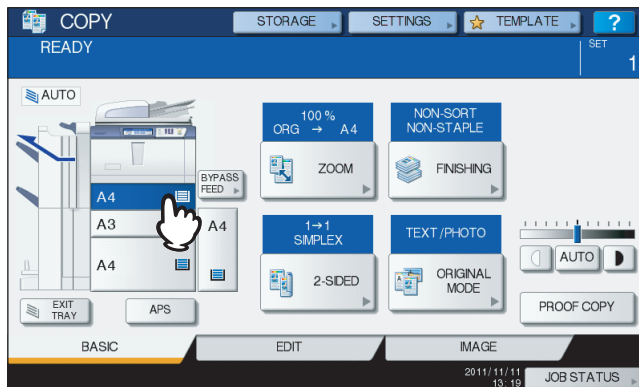 COPY
STORAGE
SETTINGS
TEMPLATE
?
READY
SET
1
AUTO
100 %
ORG → A4
ZOOM
NON-SORT
NON-STAPLE
FINISHING
BYPASS
FEED
A4
A3
A4
A4
1→1
SIMPLEX
2-SIDED
TEXT/PHOTO
ORIGINAL
MODE
AUTO
EXIT
TRAY
APS
PROOF COPY
BASIC
EDIT
IMAGE
2011/11/11
13:19
JOB STATUS